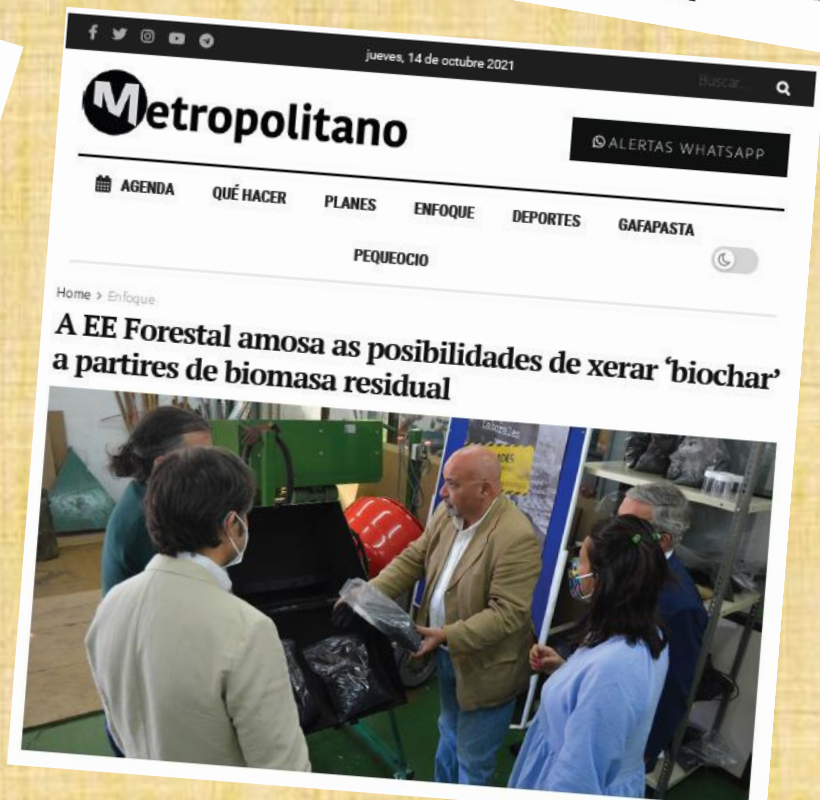 jueves, 14 de octubre 2021
Buscar...
Metropolitano
ALERTAS WHATSAPP
AGENDA QUÉ HACER PLANES ENFOQUE DEPORTES GAFAPASTA
PEQUEOCIO
Home > Enfoque
A EE Forestal amosa as posibilidades de xerar ‘biochar’
a partires de biomasa residual
Laborales